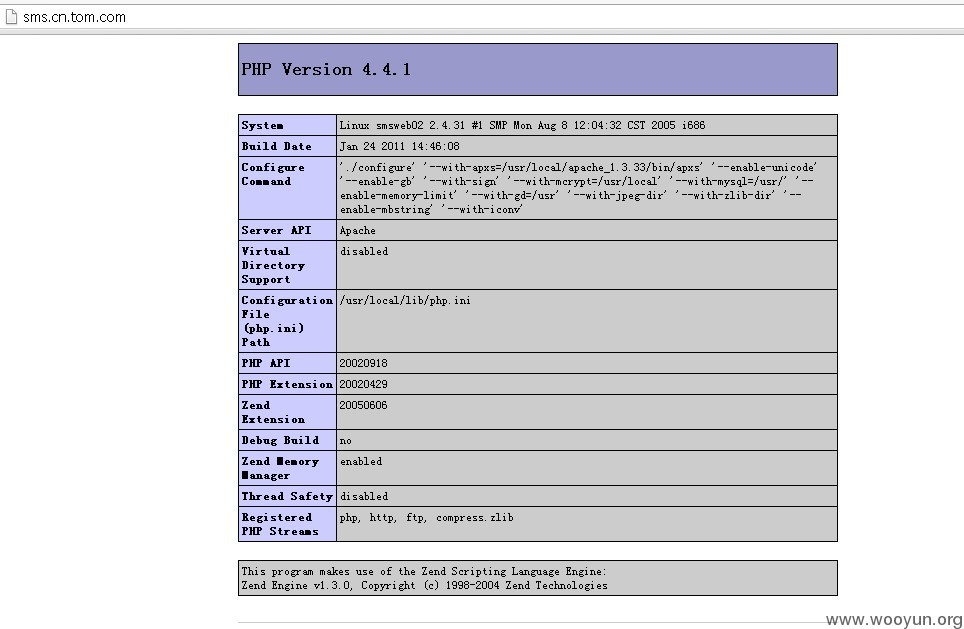 sms.cn.tom.com
PHP Version 4.4.1
System
Linux smsweb02 2.4.31 #1 SMP Mon Aug 8 12:04:32 CST 2005 i686
Build Date
Jan 24 2011 14:46:08
Configure
Command
'./configure' '--with-apxs=/usr/local/apache_1.3.33/bin/apxs' '--enable-unicode'
'--enable-gb' '--with-sign' '--with-mcrypt=/usr/local' '--with-mysql=/usr/' '--
enable-memory-limit' '--with-gd=/usr' '--with-jpeg-dir' '--with-zlib-dir' '--
enable-mbstring' '--with-iconv'
Server API
Apache
Virtual
Directory
Support
disabled
Configuration
File
(php.ini)
Path
/usr/local/lib/php.ini
PHP API
20020918
PHP Extension
20020429
Zend
Extension
20050606
Debug Build
no
Zend Memory
Manager
enabled
Thread Safety
disabled
Registered
PHP Streams
php, http, ftp, compress.zlib
This program makes use of the Zend Scripting Language Engine:
Zend Engine v1.3.0, Copyright (c) 1998-2004 Zend Technologies
www.wooyun.org